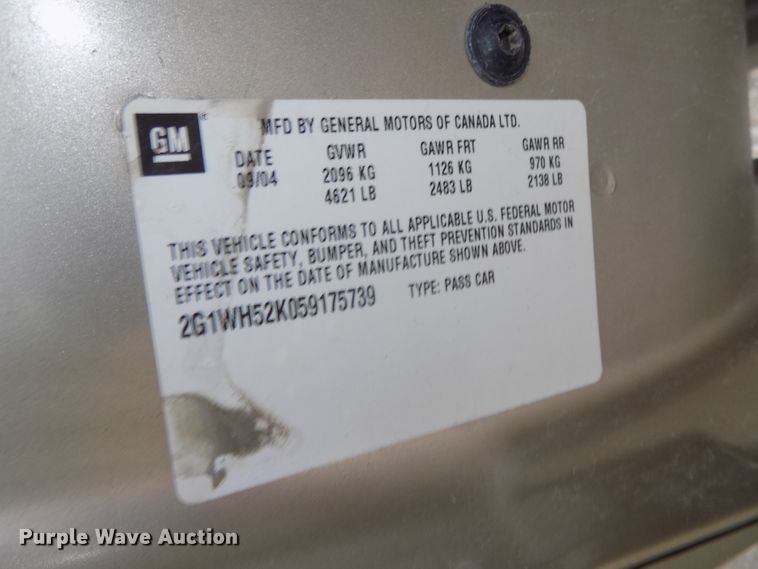 GM
MFD BY GENERAL MOTORS OF CANADA LTD.
DATE GVWR GAWR FRT GAWR RR
09/04 2096 KG 1126 KG 970 KG
4621 LB 2483 LB 2138 LB
THIS VEHICLE CONFORMS TO ALL APPLICABLE U.S. FEDERAL MOTOR
VEHICLE SAFETY, BUMPER, AND THEFT PREVENTION STANDARDS IN
EFFECT ON THE DATE OF MANUFACTURE SHOWN ABOVE.
2G1WH52K059175739 TYPE: PASS CAR
Purple Wave Auction